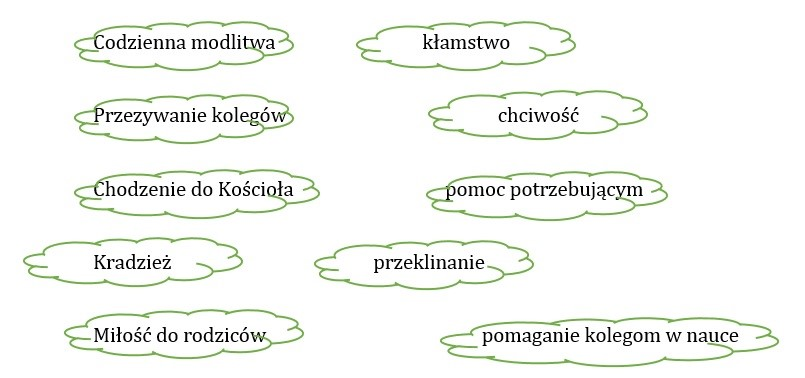 Codzienna modlitwa
kłamstwo
Przezywanie kolegów
chciwość
Chodzenie do Kościoła
pomoc potrzebującym
Kradzież
przeklinanie
Miłość do rodziców
pomaganie kolegom w nauce